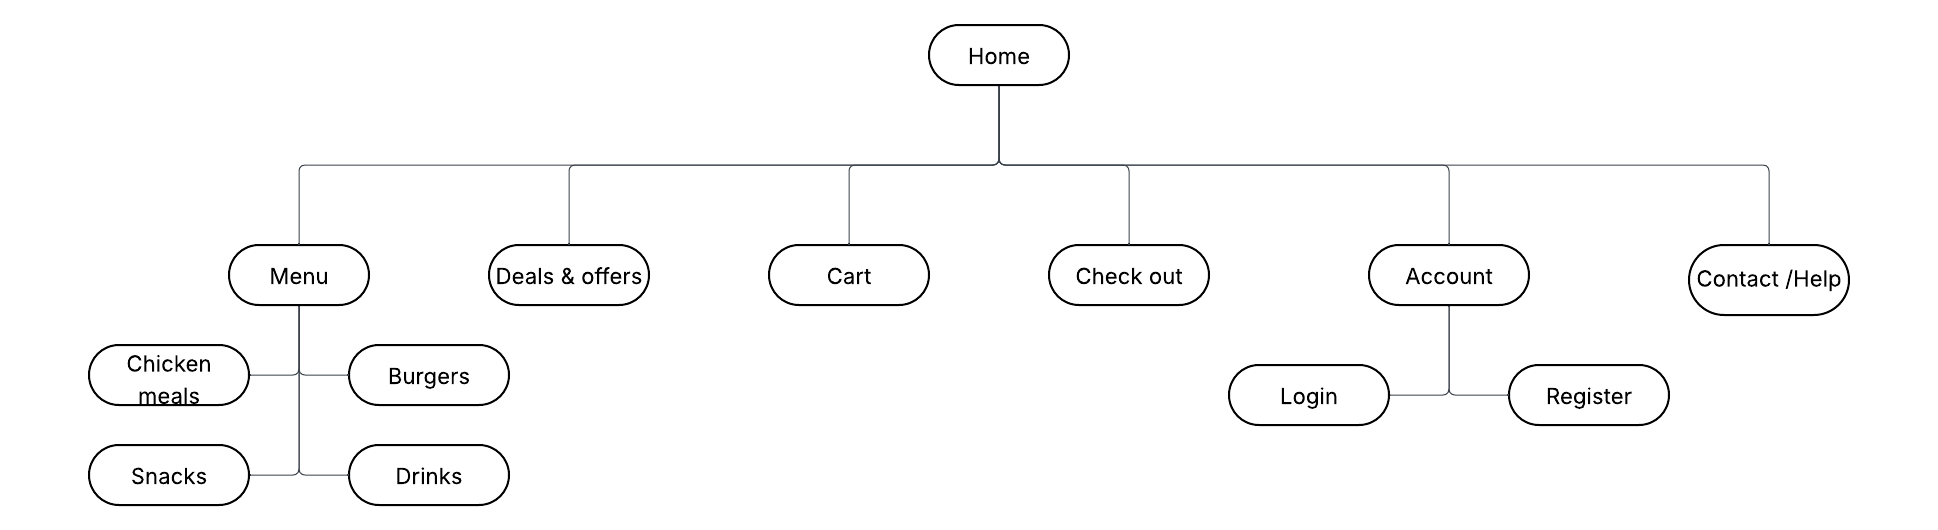 Home
Menu
Deals & offers
Cart
Check out
Account
Contact /Help
Chicken
meals
Burgers
Login
Register
Snacks
Drinks